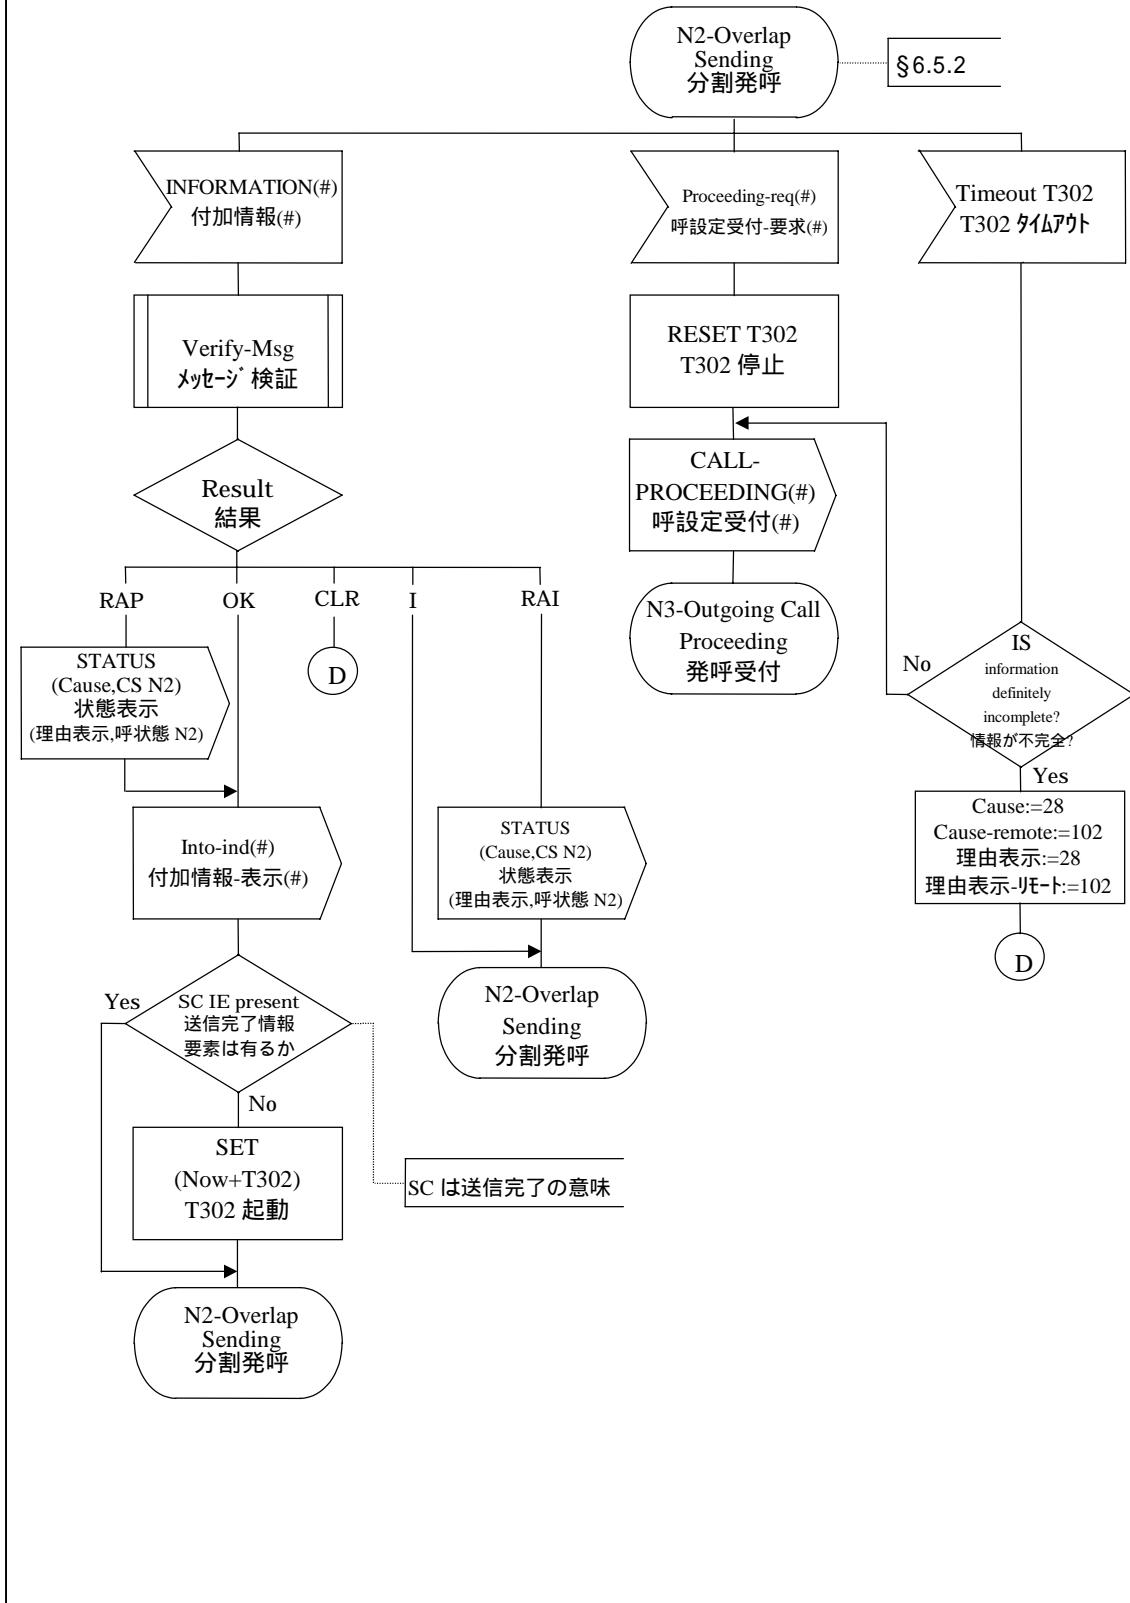 N2-Overlap
Sending
分割発呼
§6.5.2
INFORMATION(#)
付加情報(#)
Proceeding-req(#)
呼設定受付-要求(#)
Timeout T302
T302 ﾀｲﾑｱｳﾄ
Verify-Msg
ﾒｯｾｰｼﾞ検証
RESET T302
T302 停止
Result
結果
CALL-
PROCEEDING(#)
呼設定受付(#)
RAP
OK
CLR
I
RAI
N3-Outgoing Call
Proceeding
発呼受付
STATUS
(Cause,CS N2)
状態表示
(理由表示,呼状態 N2)
D
No
IS
information
definitely
incomplete?
情報が不完全?
Yes
Into-ind(#)
付加情報-表示(#)
STATUS
(Cause,CS N2)
状態表示
(理由表示,呼状態 N2)
Cause:=28
Cause-remote:=102
理由表示:=28
理由表示-ﾘﾓｰﾄ:=102
D
Yes
SC IE present
送信完了情報
要素は有るか
No
N2-Overlap
Sending
分割発呼
SET
(Now+T302)
T302 起動
SC は送信完了の意味
N2-Overlap
Sending
分割発呼